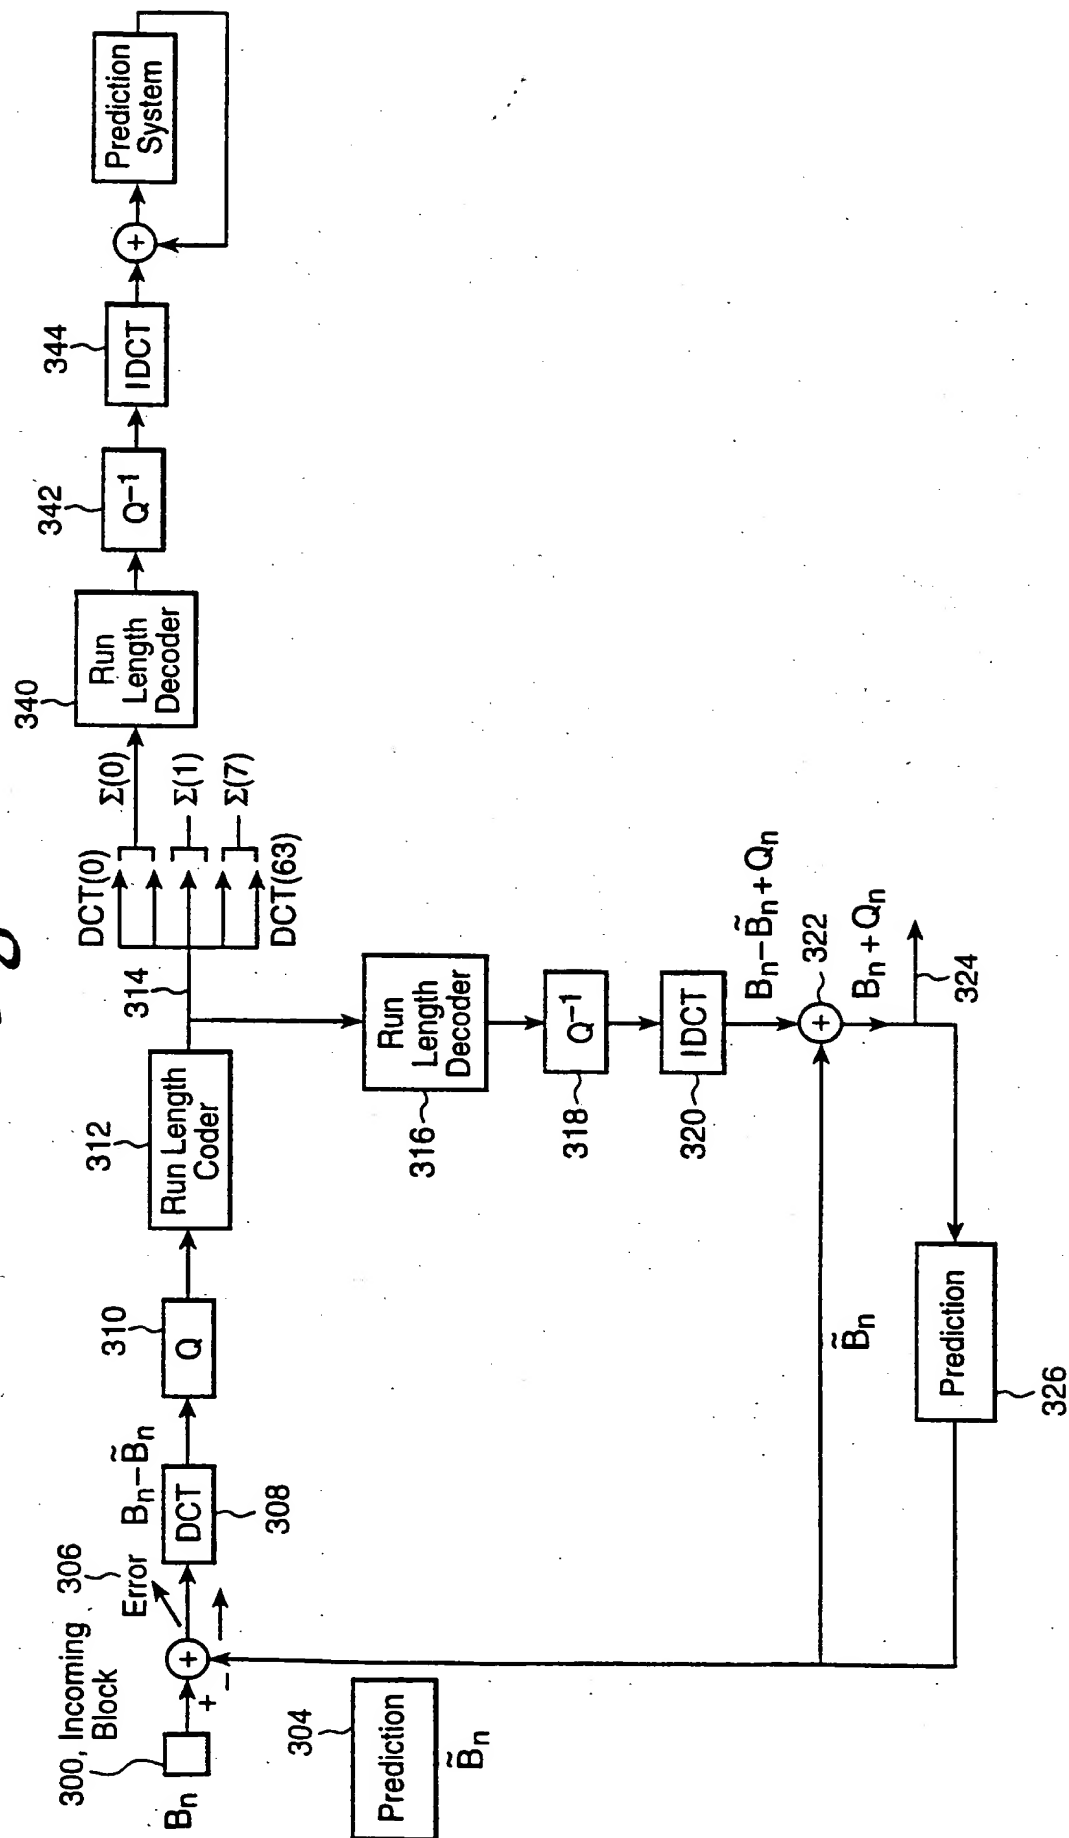 300, Incoming
Block
Bₙ
+
−
+
306
Error
Bₙ−B̃ₙ
DCT
308
310
Q
312
Run Length
Coder
314
DCT(0)
DCT(63)
Σ(0)
Σ(1)
Σ(7)
340
Run
Length
Decoder
342
Q⁻¹
344
IDCT
+
Prediction
System
304
Prediction
B̃ₙ
Run
Length
Decoder
316
Q⁻¹
318
IDCT
320
Bₙ−B̃ₙ+Qₙ
+
322
Bₙ+Qₙ
324
B̃ₙ
Prediction
326